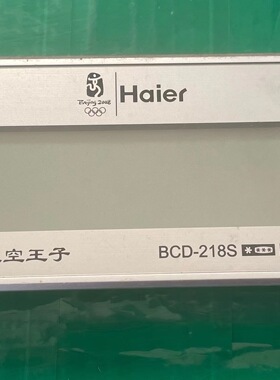 Beijing 2008
Haier
空王子
BCD-218S